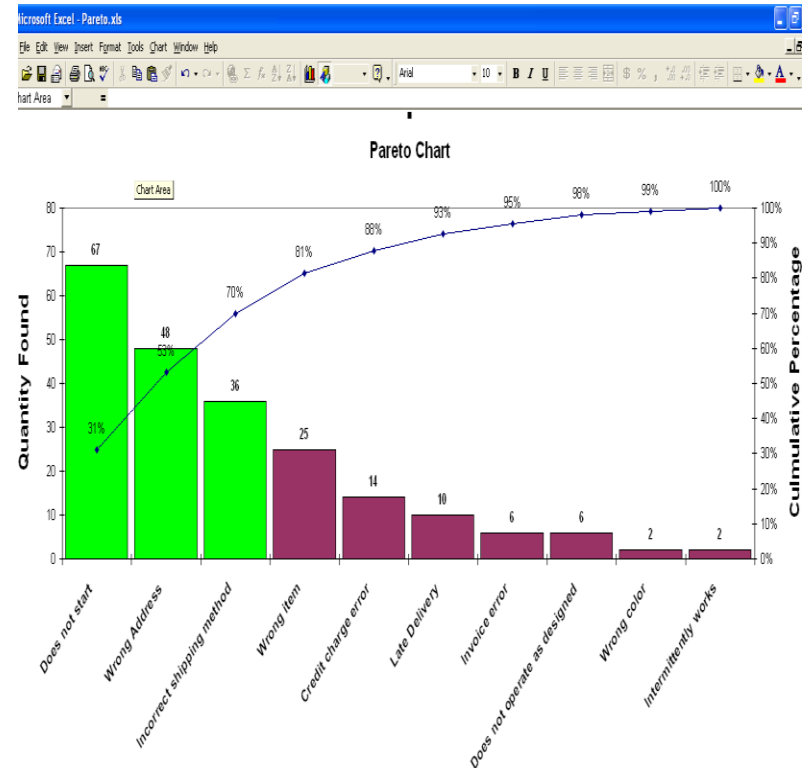 Microsoft Excel - Pareto.xls
File Edit View Insert Format Tools Chart Window Help
Arial 10 B I U $ % ,
hart Area =
Pareto Chart
Chart Area
Quantity Found
80
70
60
50
40
30
20
10
0
67
48
36
25
14
10
6
6
2
2
31%
53%
70%
81%
88%
93%
95%
98%
99%
100%
100%
90%
80%
70%
60%
50%
40%
30%
20%
10%
0%
Culmulative Percentage
Does not start
Wrong Address
Incorrect shipping method
Wrong item
Credit charge error
Late Delivery
Invoice error
Does not operate as designed
Wrong color
Intermittently works